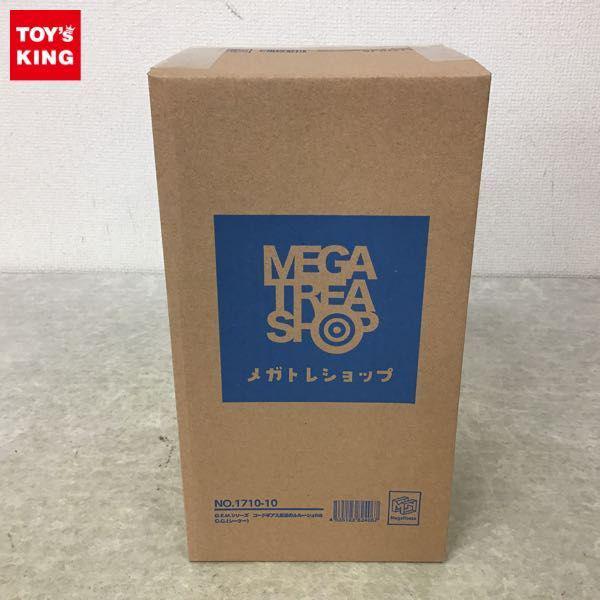 TOY'S
KING
MEGA
TREA
SHOP
メガトレショップ
NO.1710-10
G.E.M.シリーズ コードギアス反逆のルルーシュR2
C.C.(シーツー)
MegaHouse